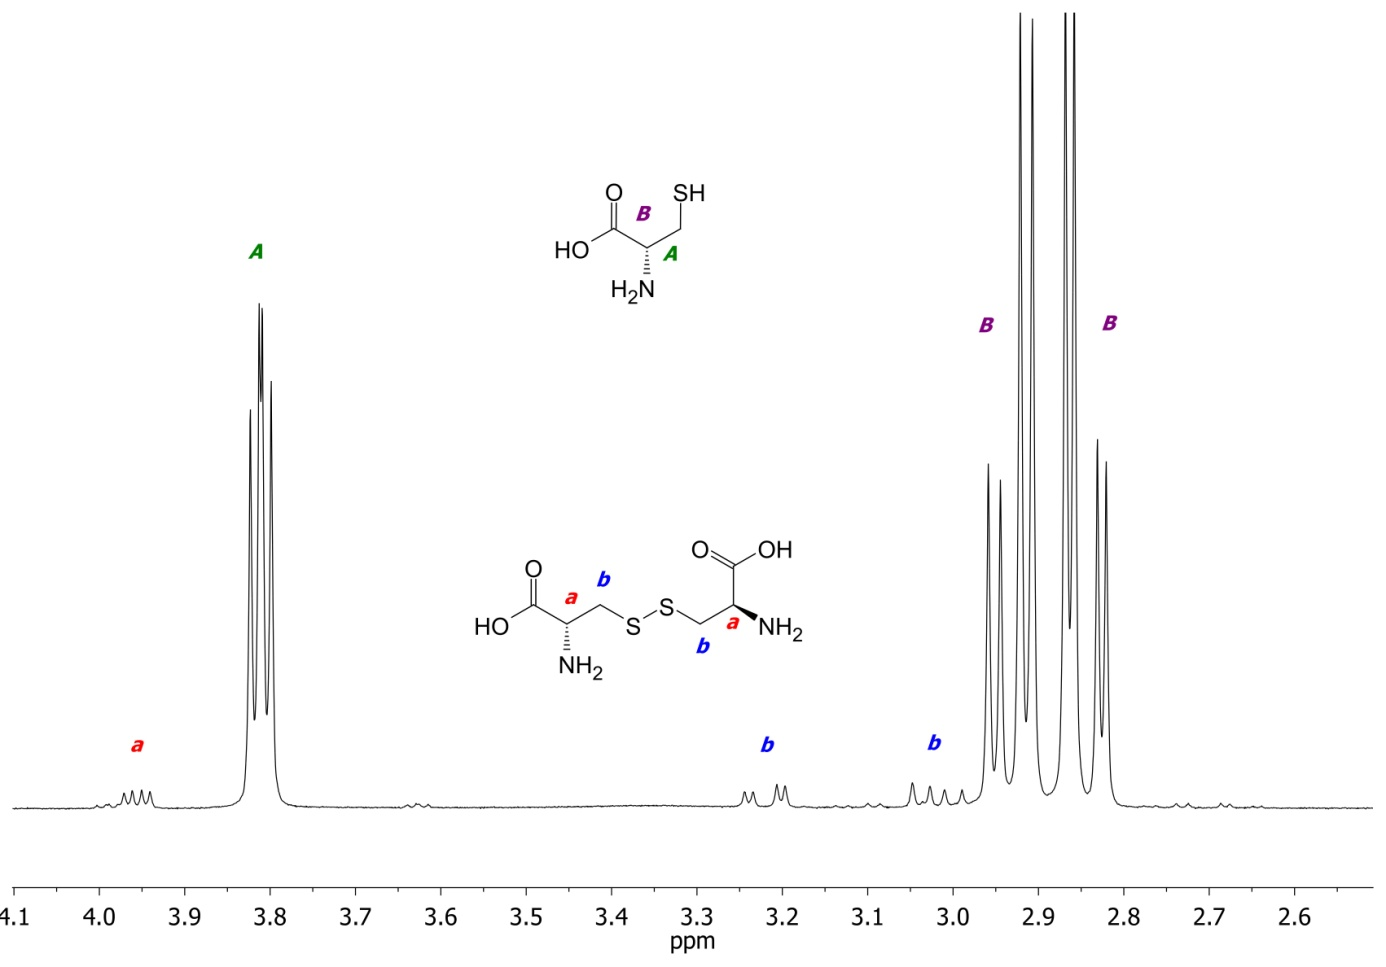 O SH
B
A
HO A
H2N
B B
O OH
O
b
a
S
S
HO a NH2
b
NH2
a b b
4.1 4.0 3.9 3.8 3.7 3.6 3.5 3.4 3.3 3.2 3.1 3.0 2.9 2.8 2.7 2.6
ppm